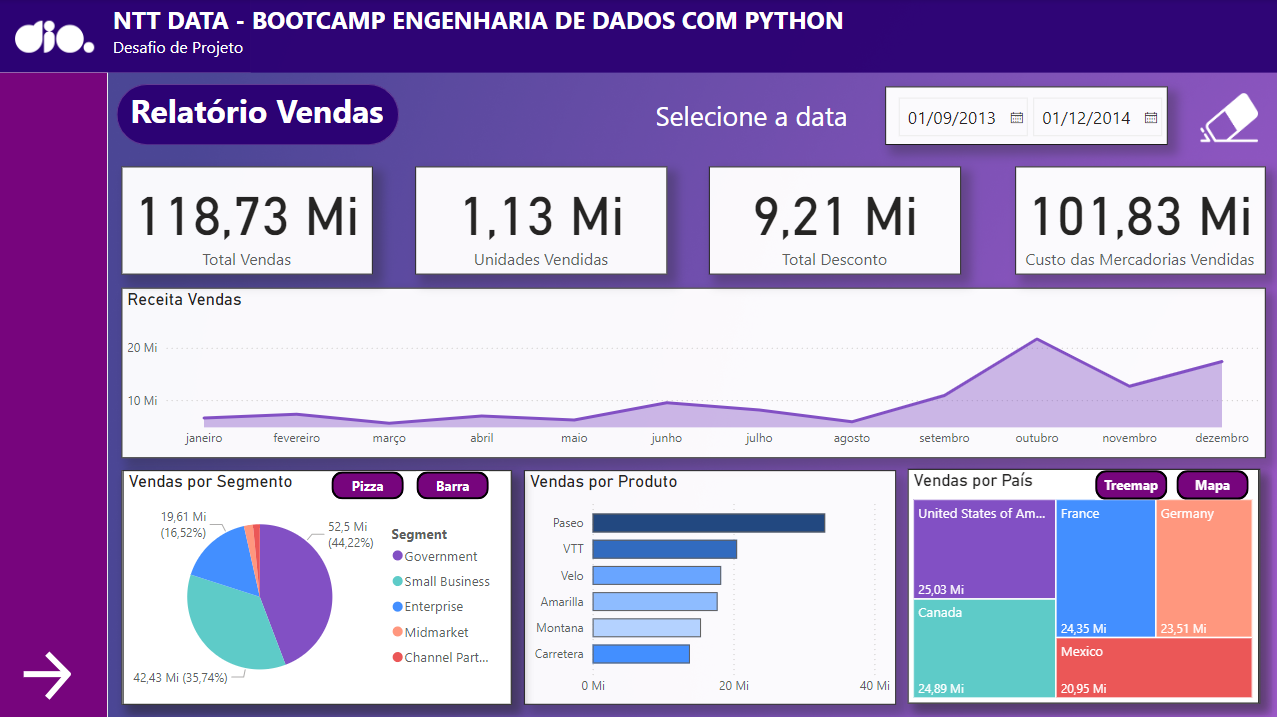 dio.
NTT DATA - BOOTCAMP ENGENHARIA DE DADOS COM PYTHON
Desafio de Projeto
Relatório Vendas
Selecione a data
01/09/2013
01/12/2014
118,73 Mi
Total Vendas
1,13 Mi
Unidades Vendidas
9,21 Mi
Total Desconto
101,83 Mi
Custo das Mercadorias Vendidas
Receita Vendas
20 Mi
10 Mi
janeiro fevereiro março abril maio junho julho agosto setembro outubro novembro dezembro
Vendas por Segmento
Pizza
Barra
19,61 Mi
(16,52%)
52,5 Mi
(44,22%)
42,43 Mi (35,74%)
Segment
Government
Small Business
Enterprise
Midmarket
Channel Part...
Vendas por Produto
Paseo
VTT
Velo
Amarilla
Montana
Carretera
0 Mi 20 Mi 40 Mi
Vendas por País
Treemap
Mapa
United States of Am...
25,03 Mi
Canada
24,89 Mi
France
24,35 Mi
Germany
23,51 Mi
Mexico
20,95 Mi